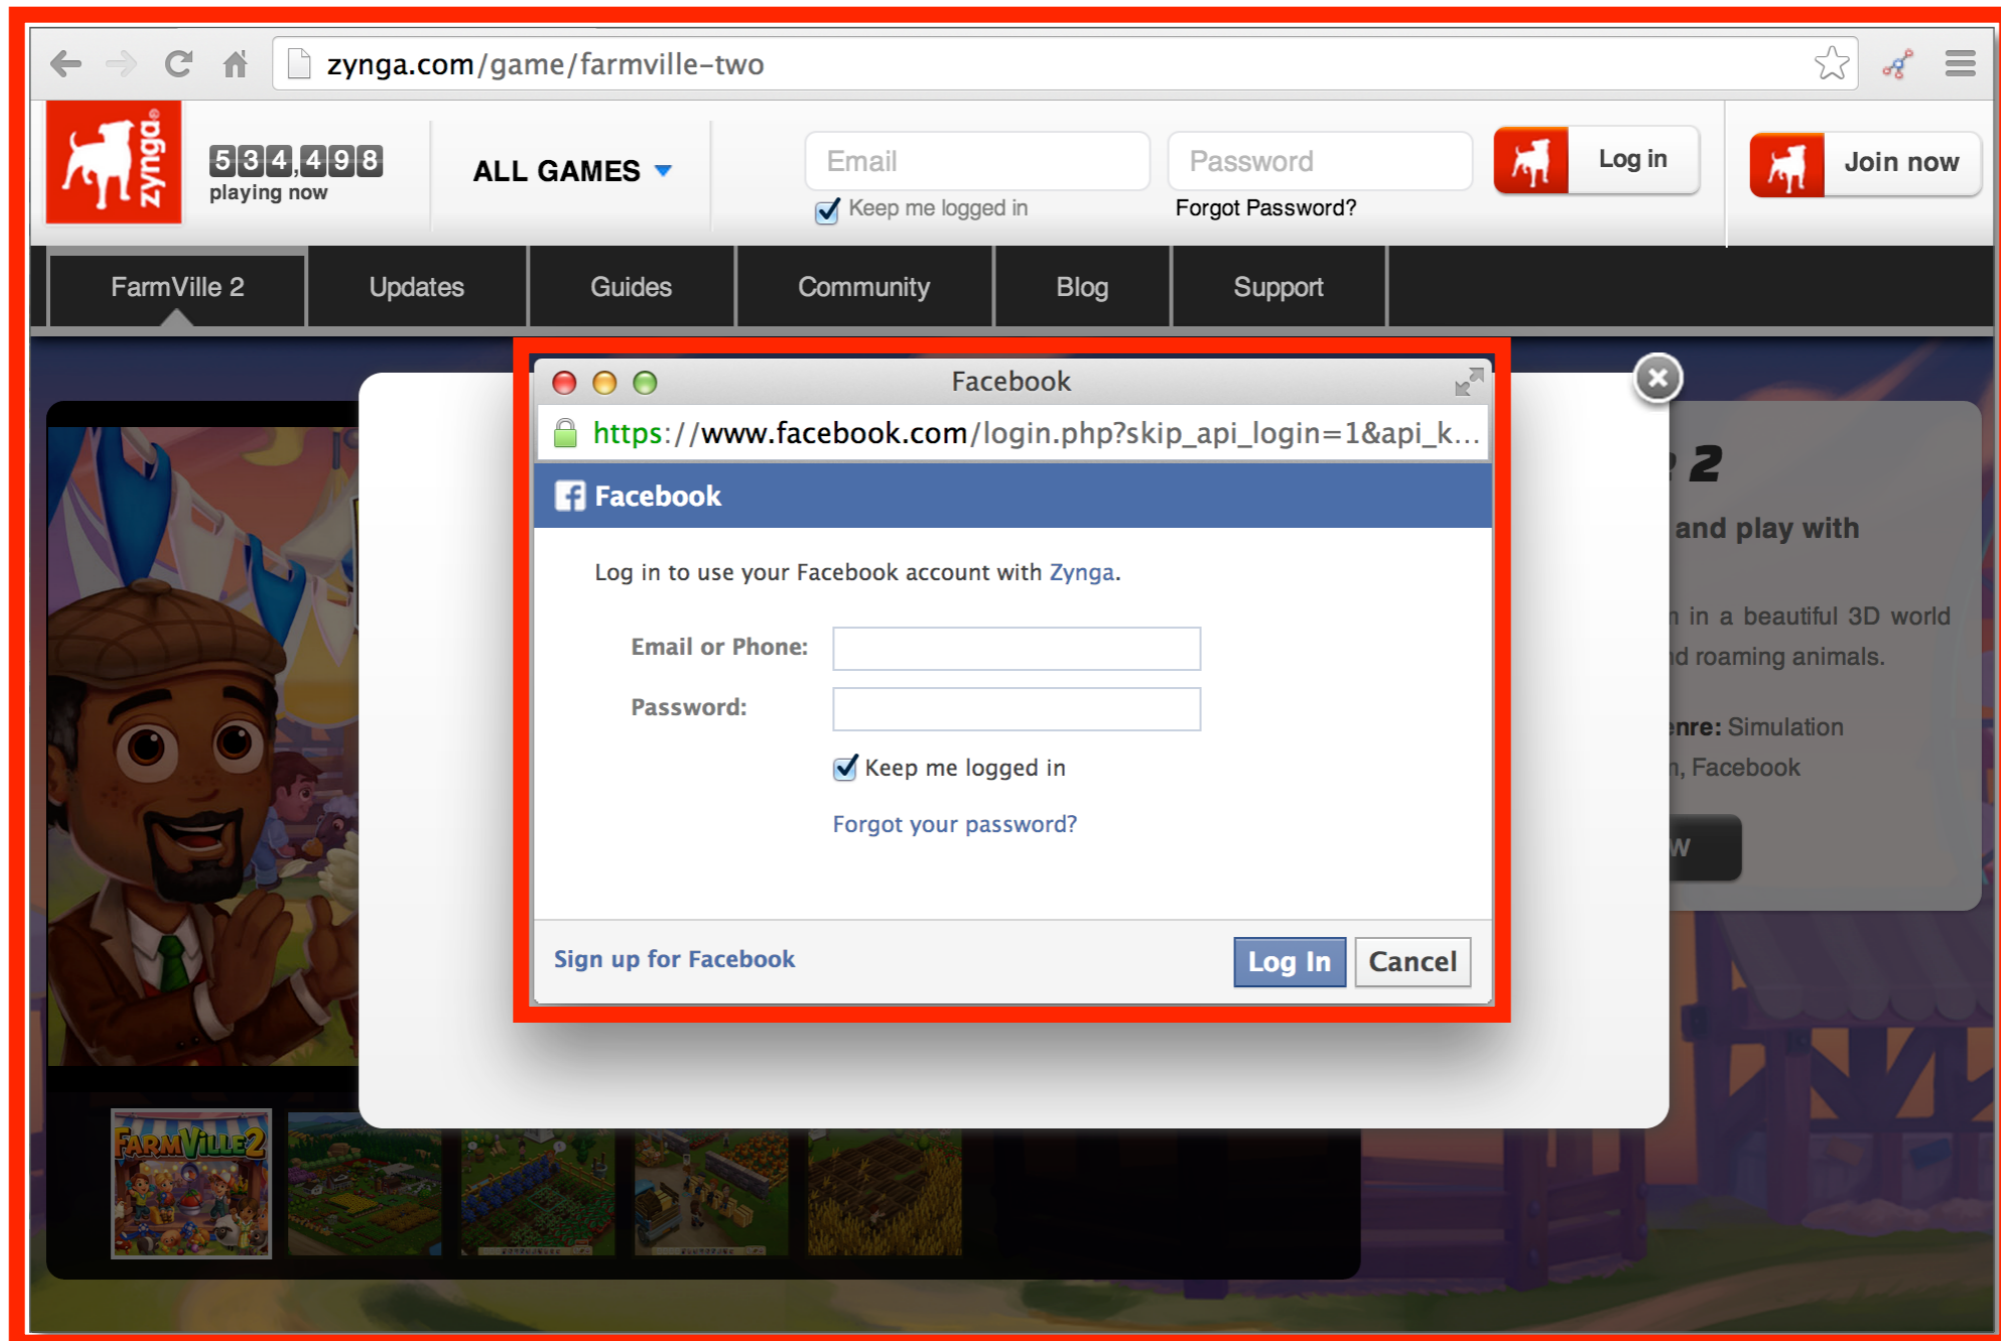 zynga.com/game/farmville-two
zynga
534,498
playing now
ALL GAMES
Email
Password
Log in
Join now
Keep me logged in
Forgot Password?
FarmVille 2
Updates
Guides
Community
Blog
Support
Facebook
https://www.facebook.com/login.php?skip_api_login=1&api_k...
Facebook
Log in to use your Facebook account with Zynga.
Email or Phone:
Password:
Keep me logged in
Forgot your password?
Sign up for Facebook
Log In
Cancel
2
and play with
in a beautiful 3D world
roaming animals.
Simulation
Facebook
FARMVILLE 2